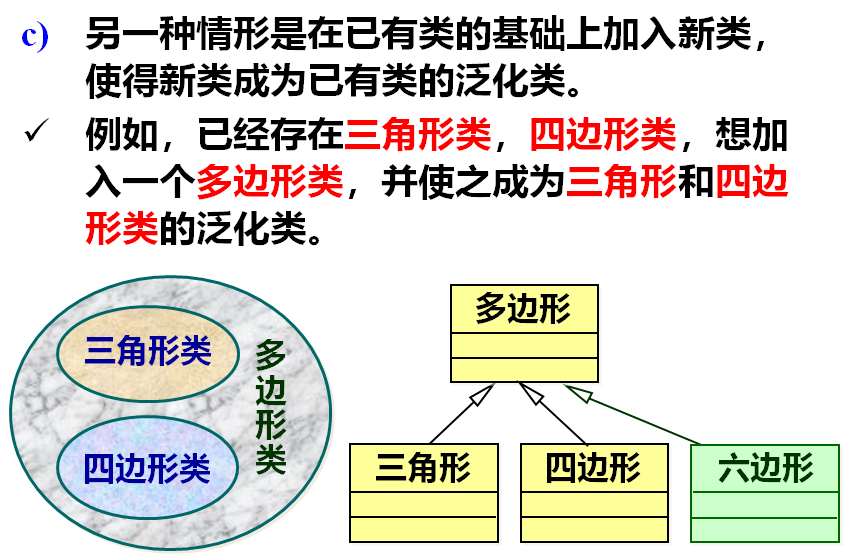 c) 另一种情形是在已有类的基础上加入新类，
使得新类成为已有类的泛化类。
✓ 例如，已经存在三角形类，四边形类，想加
入一个多边形类，并使之成为三角形和四边
形类的泛化类。
三角形类
四边形类
多边形类
多边形
三角形
四边形
六边形